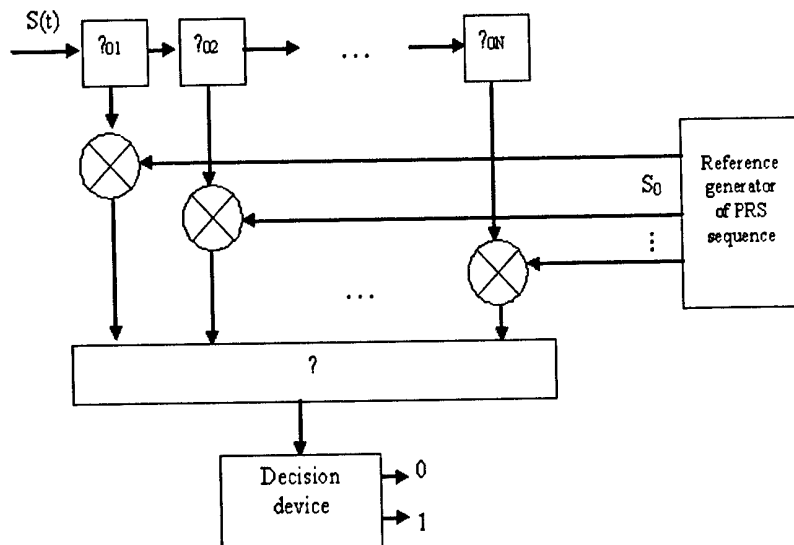 S(t)
?01
?02
...
?0N
Reference
generator
of PRS
sequence
S0
...
...
?
Decision
device
0
1